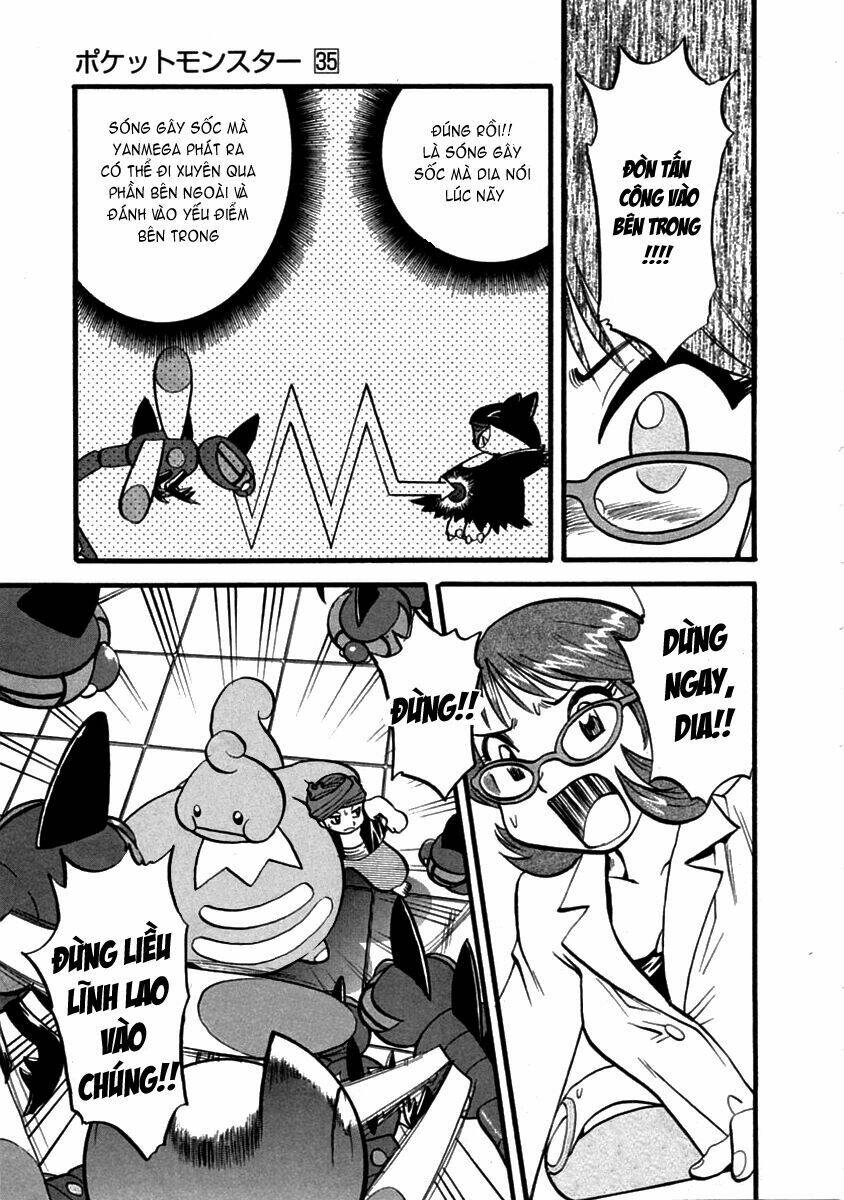 ポケットモンスター 35
ĐÒN TẤN
CÔNG VÀO
BÊN TRONG
!!!!
ĐÚNG RỒI!!
LÀ SÓNG GÂY
SỐC MÀ DIA NÓI
LÚC NÃY
SÓNG GÂY SỐC MÀ
YANMEGA PHÁT RA
CÓ THỂ ĐI XUYÊN QUA
PHẦN BÊN NGOÀI VÀ
ĐÁNH VÀO YẾU ĐIỂM
BÊN TRONG
DỪNG
NGAY,
DIA!!
ĐỪNG!!
ĐỪNG LIỀU
LĨNH LAO
VÀO
CHÚNG!!